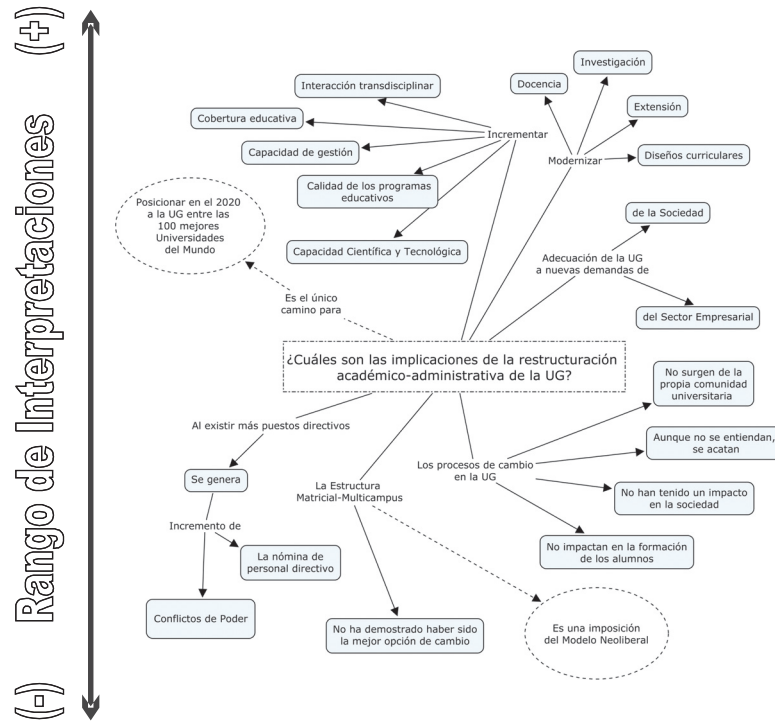 (+)
Rango de Interpretaciones
(-)
Investigación
Interacción transdisciplinar
Docencia
Cobertura educativa
Extensión
Incrementar
Capacidad de gestión
Modernizar
Diseños curriculares
Calidad de los programas
educativos
Posicionar en el 2020
a la UG entre las
100 mejores
Universidades
del Mundo
de la Sociedad
Capacidad Científica y Tecnológica
Adecuación de la UG
a nuevas demandas de
Es el único
camino para
del Sector Empresarial
¿Cuáles son las implicaciones de la restructuración
académico-administrativa de la UG?
No surgen de la
propia comunidad
universitaria
Al existir más puestos directivos
Aunque no se entiendan,
se acatan
Los procesos de cambio
en la UG
Se genera
La Estructura
Matricial-Multicampus
No han tenido un impacto
en la sociedad
Incremento de
No impactan en la formación
de los alumnos
La nómina de
personal directivo
Conflictos de Poder
No ha demostrado haber sido
la mejor opción de cambio
Es una imposición
del Modelo Neoliberal